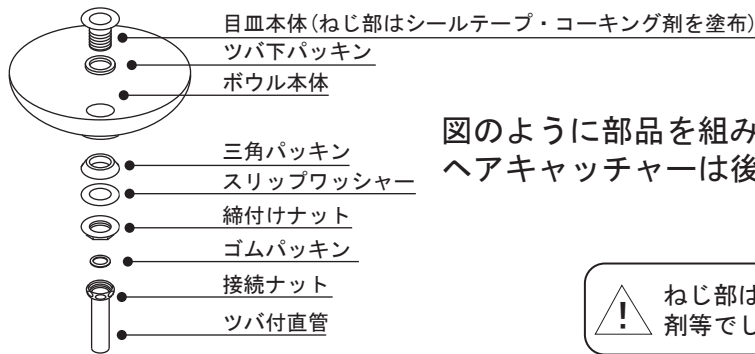 目皿本体(ねじ部はシールテープ・コーキング剤を塗布)
ツバ下パッキン
ボウル本体
三角パッキン
スリップワッシャー
締付けナット
ゴムパッキン
接続ナット
ツバ付直管
図のように部品を組み
ヘアキャッチャーは後
!
ねじ部は
剤等でし